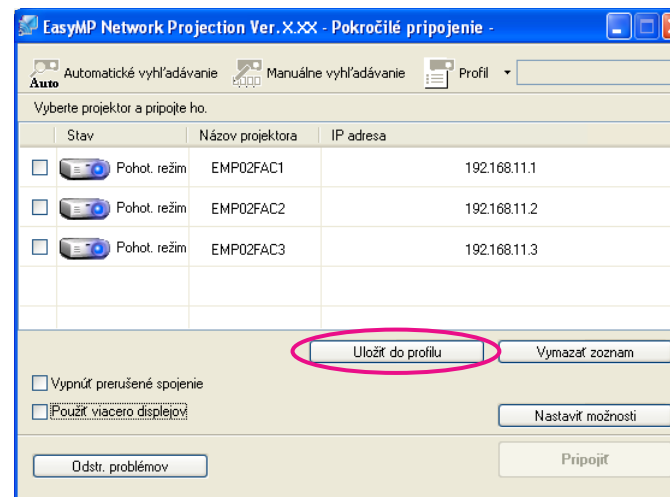 EasyMP Network Projection Ver.X.XX - Pokročilé pripojenie -
Auto Automatické vyhľadávanie Manuálne vyhľadávanie Profil
Vyberte projektor a pripojte ho.
Stav Názov projektora IP adresa
Pohot. režim EMP02FAC1 192.168.11.1
Pohot. režim EMP02FAC2 192.168.11.2
Pohot. režim EMP02FAC3 192.168.11.3
Uložiť do profilu Vymazať zoznam
Vypnúť prerušené spojenie
Použiť viacero displejov
Nastaviť možnosti
Odstr. problémov Pripojiť